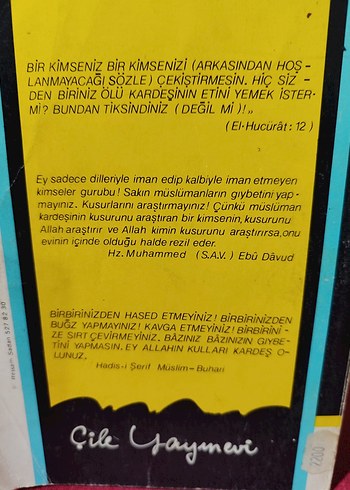 BİR KİMSENİZ BİR KİMSENİZİ (ARKASINDAN HOŞ-
LANMAYACAĞI SÖZLE) ÇEKİŞTİRMESİN. HİÇ SİZ-
DEN BİRİNİZ ÖLÜ KARDEŞİNİN ETİNİ YEMEK İSTER-
Mİ? BUNDAN TİKSİNDİNİZ (DEĞİL Mİ)!..
(El-Hucürât: 12)
Ey sadece dilleriyle iman edip kalbiyle iman etmeyen
kimseler gurubu! Sakın müslümanların gıybetini yap-
mayınız. Kusurlarını araştırmayınız! Çünkü müslüman
kardeşinin kusurunu araştıran bir kimsenin, kusurunu
Allah araştırır ve Allah kimin kusurunu araştırırsa,onu
evinin içinde olduğu halde rezil eder.
Hz. Muhammed (S.A.V.) Ebû Dâvud
BİRBİRİNİZDEN HASED ETMEYİNİZ! BİRBİRİNİZDEN
BUĞZ YAPMAYINIZ! KAVGA ETMEYİNİZ! BİRBİRİNİ-
ZE SIRT ÇEVİRMEYİNİZ. BÂZINIZ BÂZINIZIN GIYBE-
TİNİ YAPMASIN. EY ALLAHIN KULLARI KARDEŞ O-
LUNUZ.
Hadis-i Şerif Müslim-Buhari
Çile Yayınevi
527 82 30